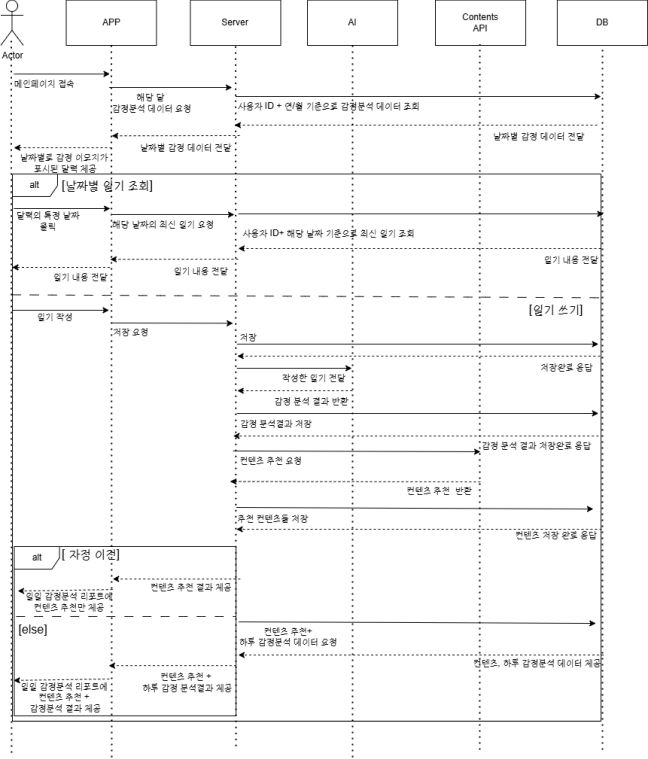 APP
Server
AI
Contents
API
DB
Actor
메인페이지 접속
해당 달
감정분석 데이터 요청
사용자 ID + 연/월 기준으로 감정분석 데이터 조회
날짜별 감정 데이터 전달
날짜별 감정 데이터 전달
날짜별로 감정 이모지가
표시된 달력 제공
alt
[날짜별 일기 조회]
달력의 특정 날짜
클릭
해당 날짜의 최신 일기 요청
사용자 ID+ 해당 날짜 기준으로 최신 일기 조회
일기 내용 전달
일기 내용 전달
일기 내용 전달
[일기 쓰기]
일기 작성
저장 요청
저장
저장완료 응답
작성한 일기 전달
감정 분석 결과 반환
감정 분석결과 저장
감정 분석 결과 저장완료 응답
컨텐츠 추천 요청
컨텐츠 추천 반환
추천 컨텐츠들 저장
컨텐츠 저장 완료 응답
alt
[ 자정 이전]
컨텐츠 추천 결과 제공
일일 감정분석 리포트에
컨텐츠 추천만 제공
[else]
컨텐츠 추천+
하루 감정분석 데이터 요청
컨텐츠, 하루 감정분석 데이터 제공
컨텐츠 추천 +
하루 감정 분석결과 제공
일일 감정분석 리포트에
컨텐츠 추천 +
감정분석 결과 제공